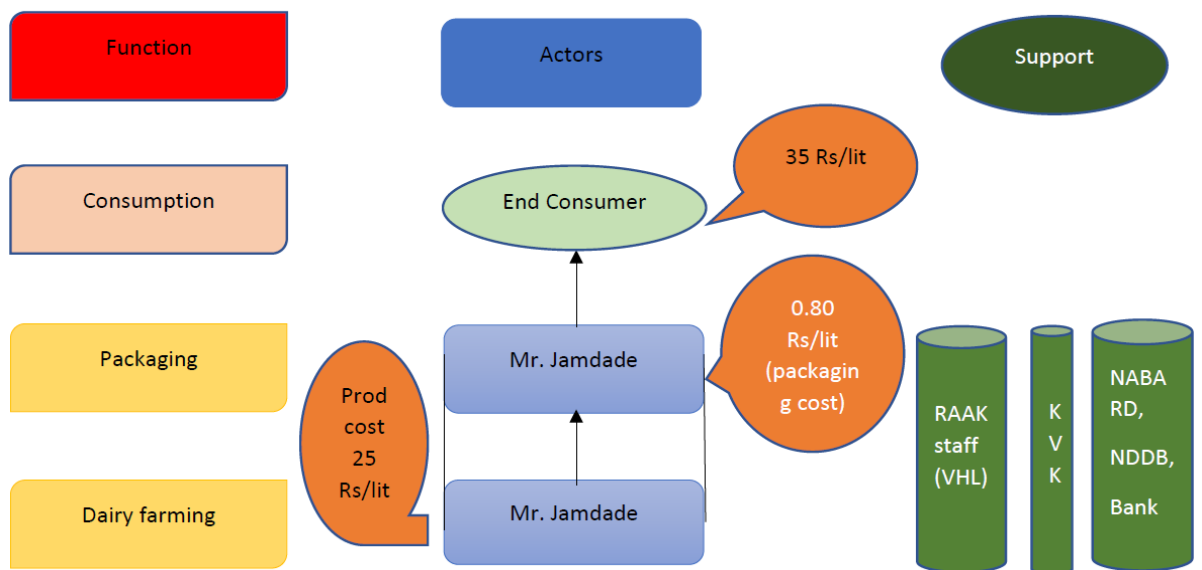 Function
Actors
Support
Consumption
End Consumer
35 Rs/lit
Packaging
Mr. Jamdade
0.80
Rs/lit
(packagin
g cost)
Prod
cost
25
Rs/lit
Dairy farming
Mr. Jamdade
RAAK
staff
(VHL)
K
V
K
NABA
RD,
NDDB,
Bank